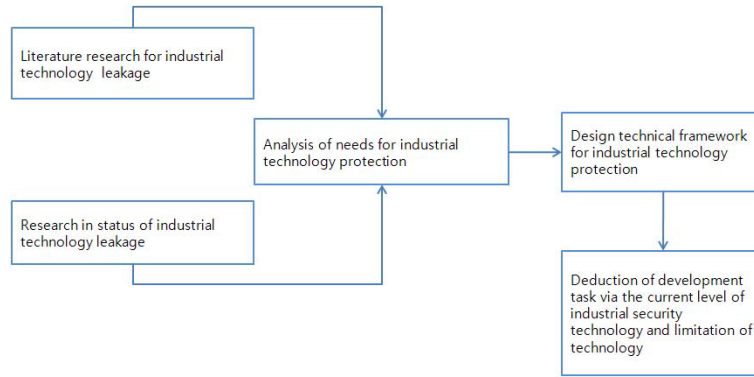 Literature research for industrial
technology leakage
Analysis of needs for industrial
technology protection
Design technical framework
for industrial technology
protection
Research in status of industrial
technology leakage
Deduction of development
task via the current level of
industrial security
technology and limitation of
technology